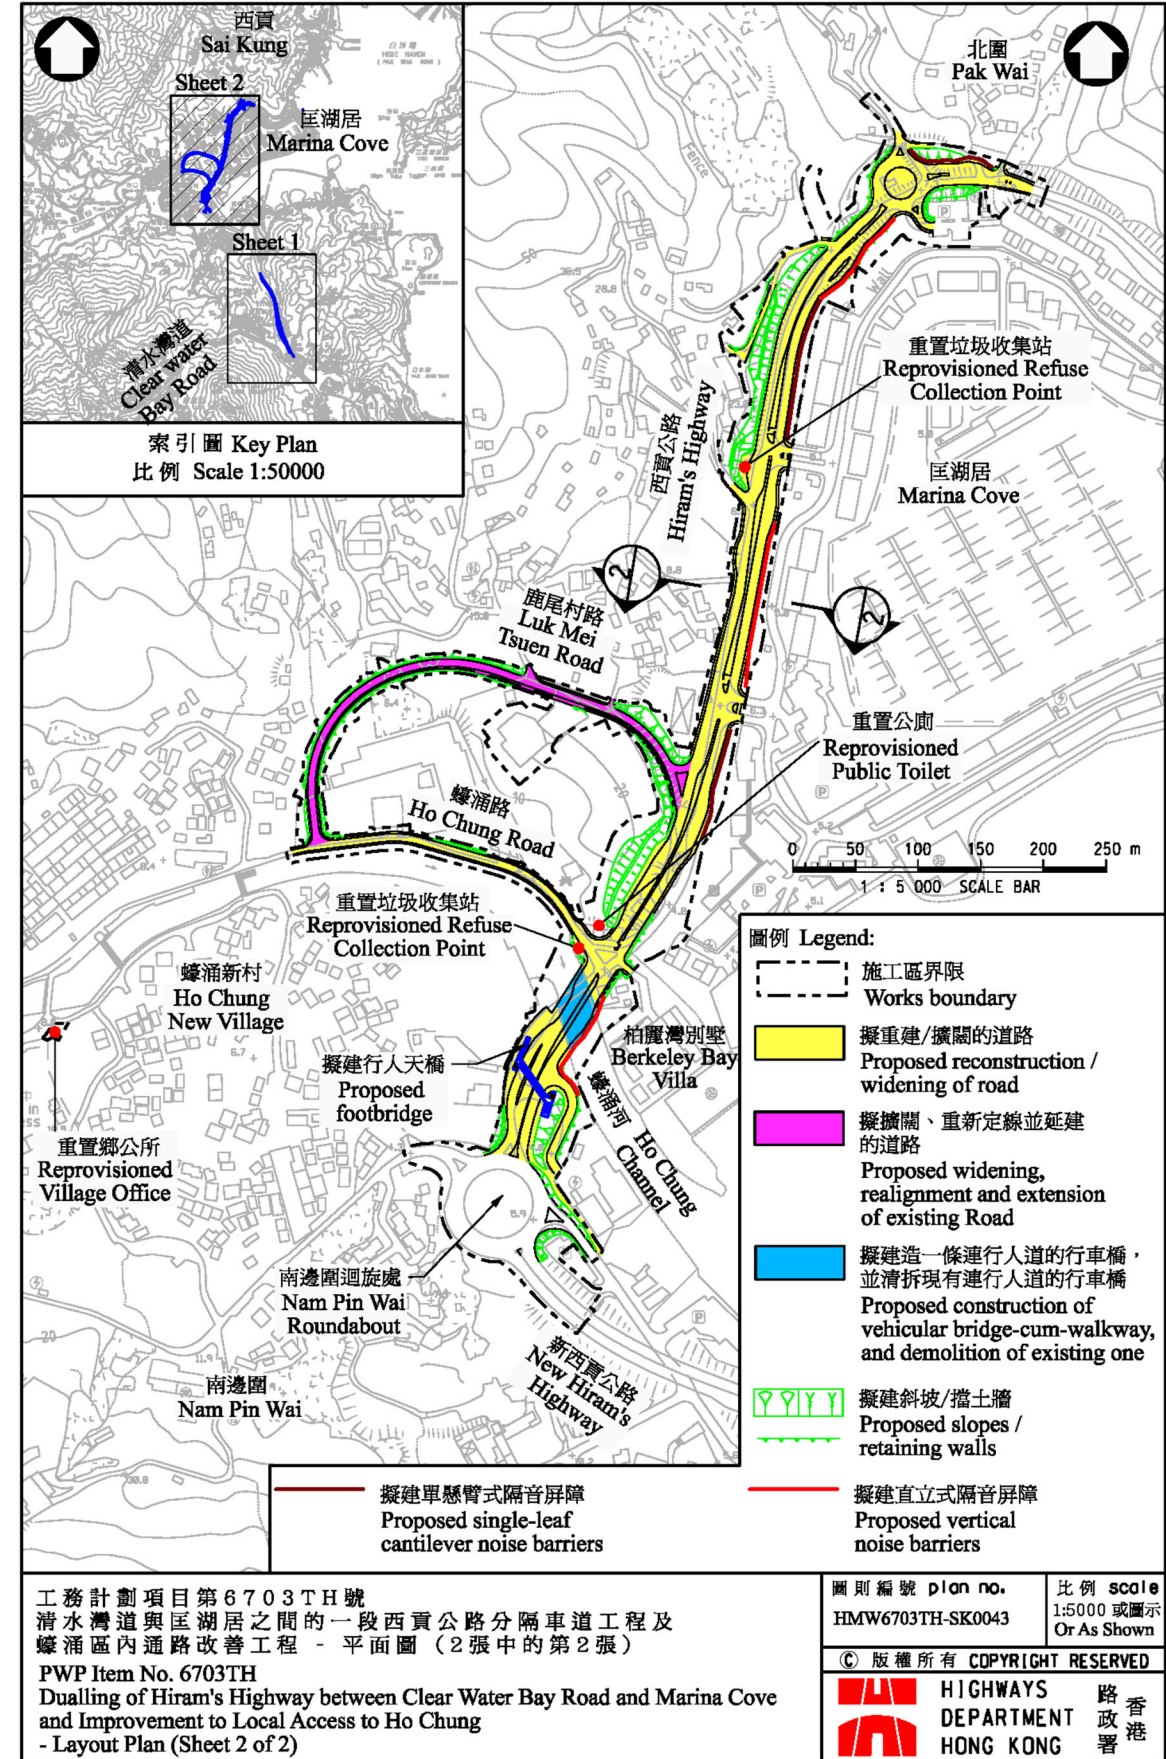 西貢
Sai Kung
Sheet 2
匡湖居
Marina Cove
Sheet 1
清水灣道
Clear water
Bay Road
索引圖 Key Plan
比例 Scale 1:50000
北圍
Pak Wai
Fence
Wall
重置垃圾收集站
Reprovisioned Refuse
Collection Point
西貢公路
Hiram's Highway
匡湖居
Marina Cove
2
2
鹿尾村路
Luk Mei
Tsuen Road
重置公廁
Reprovisioned
Public Toilet
蠔涌路
Ho Chung Road
0 50 100 150 200 250 m
1 : 5 000 SCALE BAR
重置垃圾收集站
Reprovisioned Refuse
Collection Point
蠔涌新村
Ho Chung
New Village
擬建行人天橋
Proposed
footbridge
柏麗灣別墅
Berkeley Bay
Villa
蠔涌河 Ho Chung
Channel
重置鄉公所
Reprovisioned
Village Office
南邊圍迴旋處
Nam Pin Wai
Roundabout
南邊圍
Nam Pin Wai
新西貢公路
New Hiram's
Highway
圖例 Legend:
施工區界限
Works boundary
擬重建/擴闊的道路
Proposed reconstruction /
widening of road
擬擴闊、重新定線並延建
的道路
Proposed widening,
realignment and extension
of existing Road
擬建造一條連行人道的行車橋，
並清拆現有連行人道的行車橋
Proposed construction of
vehicular bridge-cum-walkway,
and demolition of existing one
擬建斜坡/擋土牆
Proposed slopes /
retaining walls
擬建單懸臂式隔音屏障
Proposed single-leaf
cantilever noise barriers
擬建直立式隔音屏障
Proposed vertical
noise barriers
工務計劃項目第6703TH號
清水灣道與匡湖居之間的一段西貢公路分隔車道工程及
蠔涌區內通路改善工程 - 平面圖（2張中的第2張）
PWP Item No. 6703TH
Dualling of Hiram's Highway between Clear Water Bay Road and Marina Cove
and Improvement to Local Access to Ho Chung
- Layout Plan (Sheet 2 of 2)
圖則編號 plan no.
HMW6703TH-SK0043
比例 scale
1:5000 或圖示
Or As Shown
© 版權所有 COPYRIGHT RESERVED
HIGHWAYS
DEPARTMENT
HONG KONG
香港
路政署